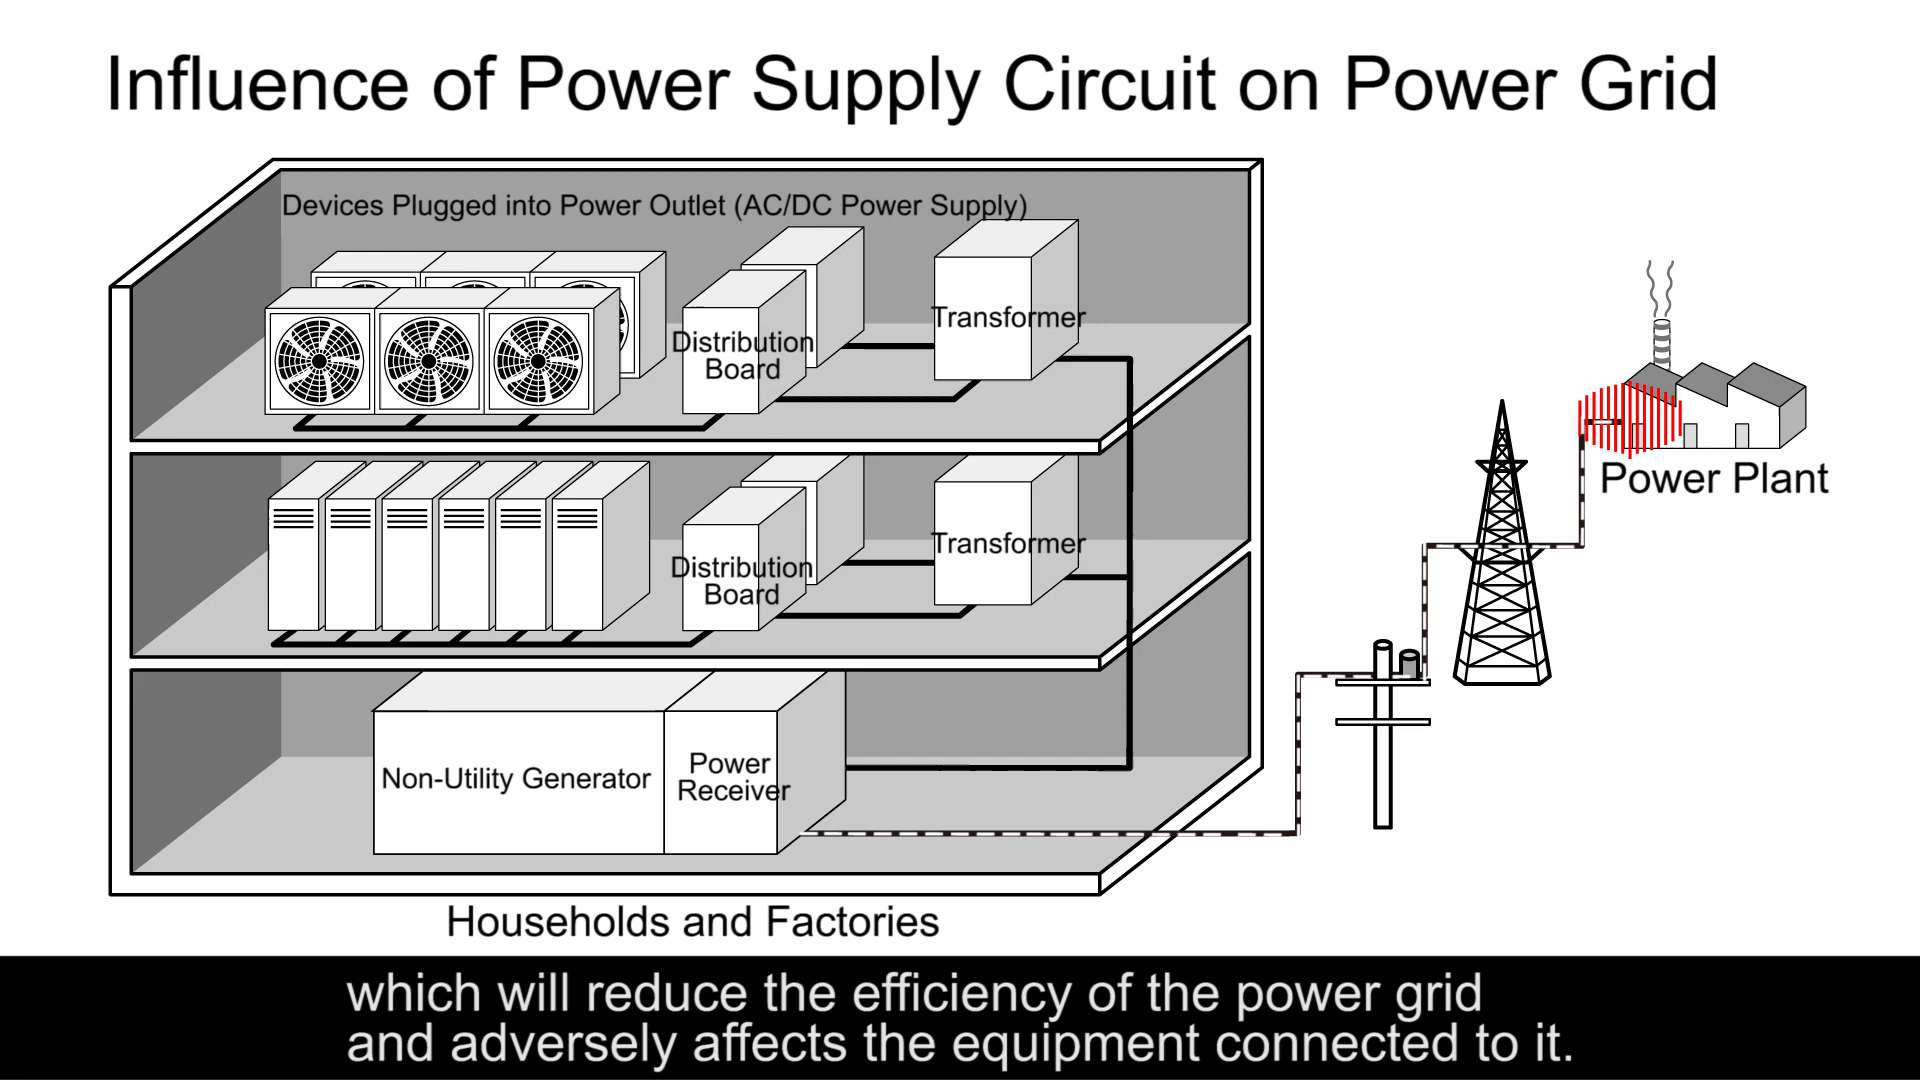 Influence of Power Supply Circuit on Power Grid
Devices Plugged into Power Outlet (AC/DC Power Supply)
Distribution
Board
Transformer
Power Plant
Distribution
Board
Transformer
Non-Utility Generator
Power
Receiver
Households and Factories
which will reduce the efficiency of the power grid
and adversely affects the equipment connected to it.